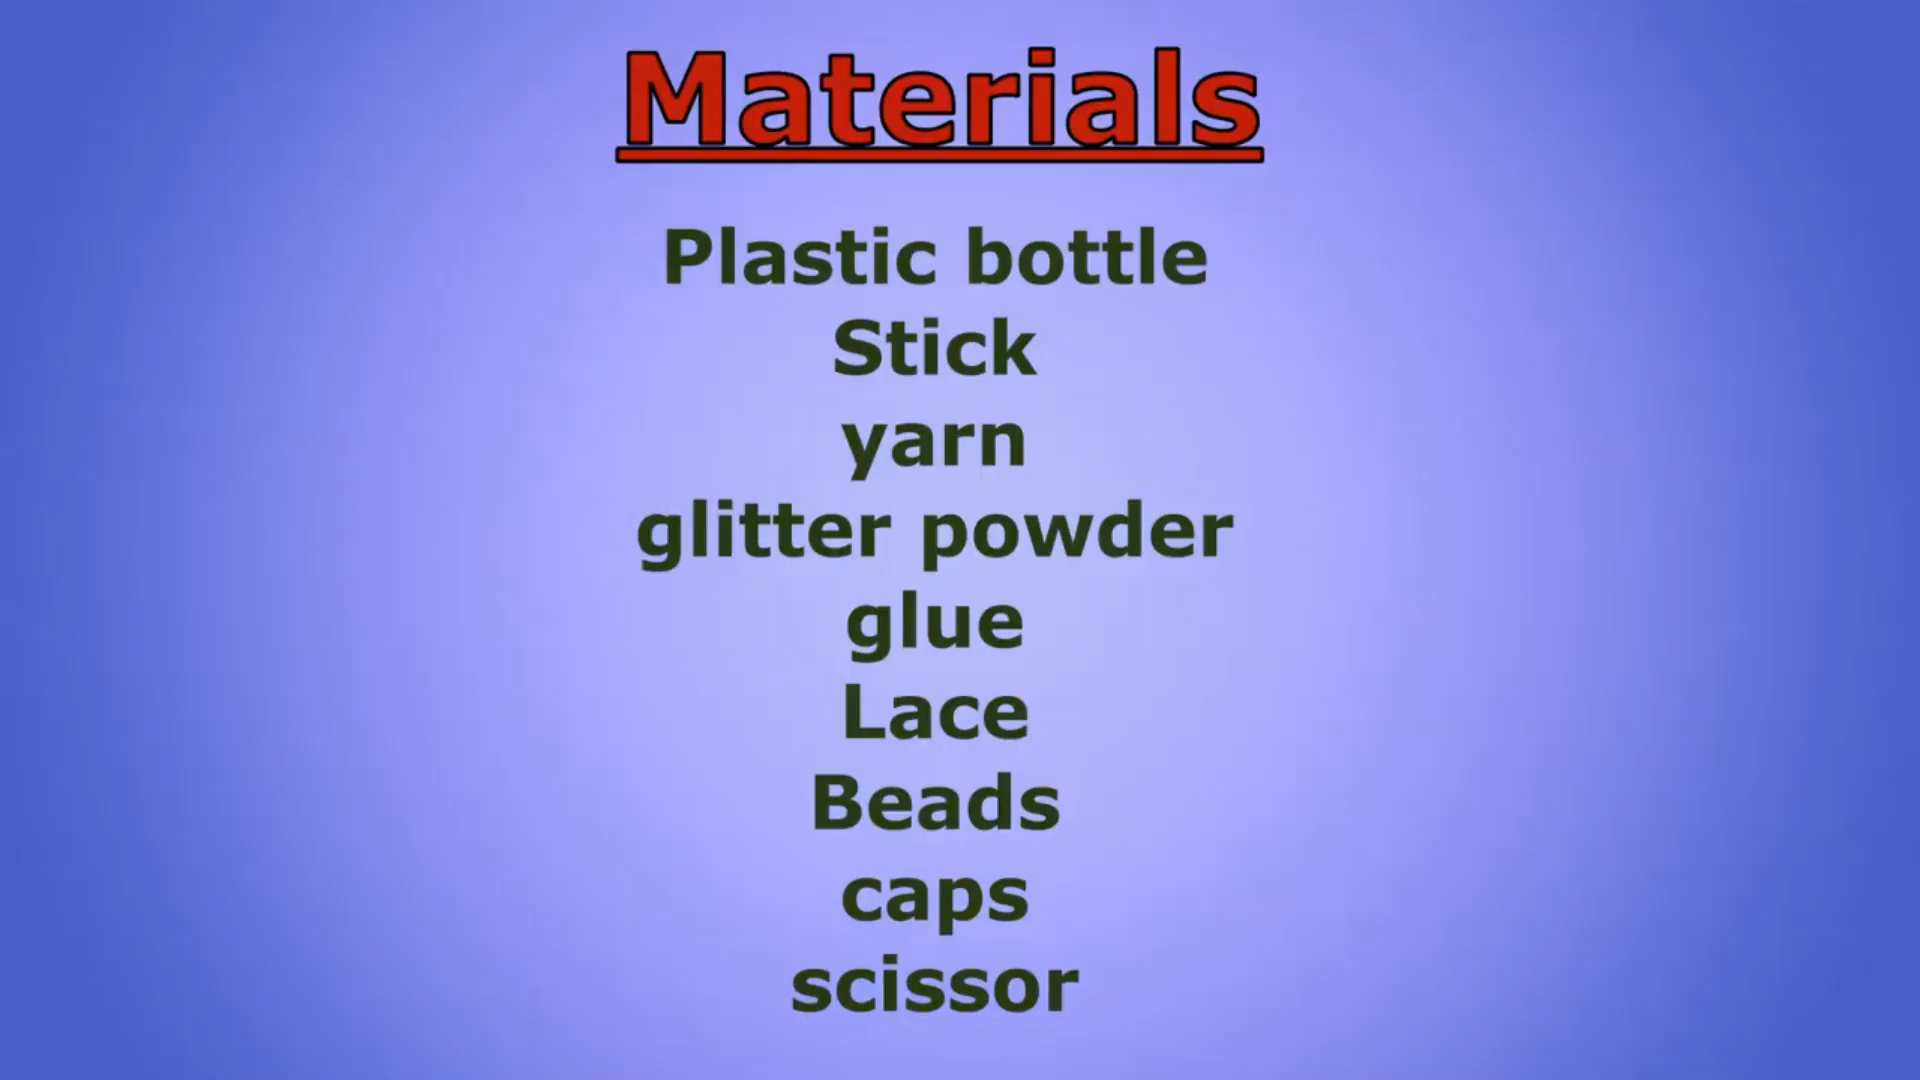 Materials
Plastic bottle
Stick
yarn
glitter powder
glue
Lace
Beads
caps
scissor